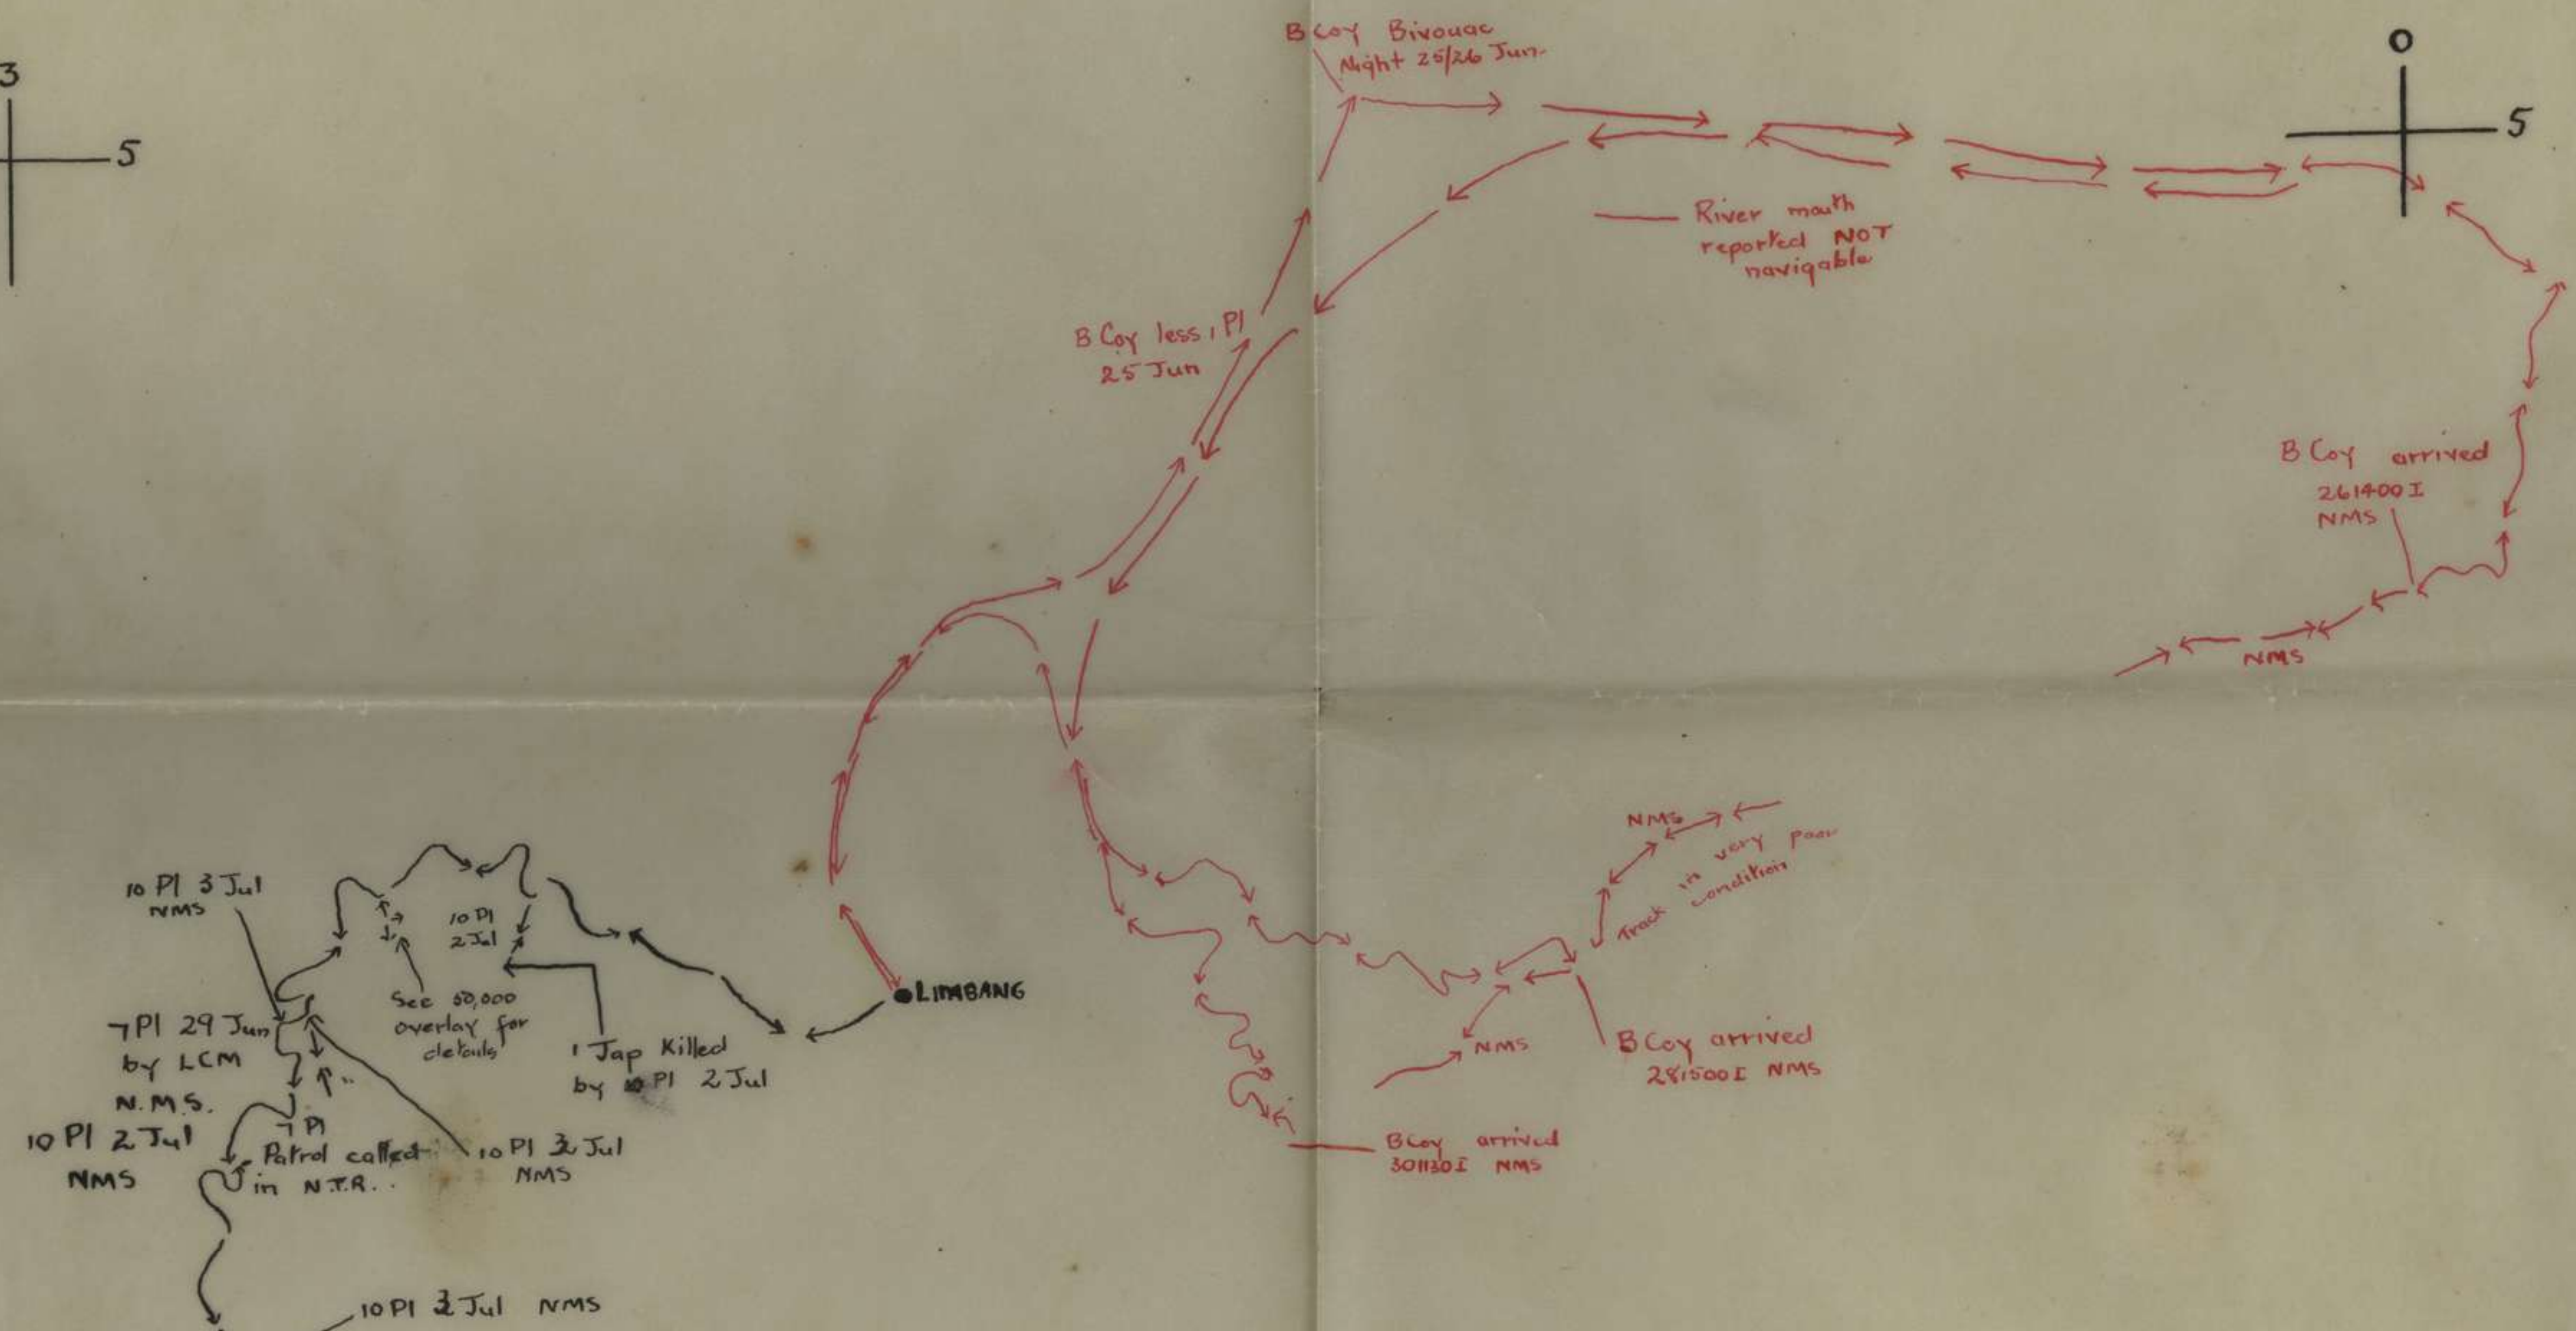 3
5
B Coy Bivouac
Night 25/26 Jun.
0
5
River mouth
reported NOT
navigable
B Coy less 1 Pl
25 Jun
B Coy arrived
261400 I
NMS
NMS
NMS
Track in very poor
condition
NMS
B Coy arrived
281500 I NMS
B Coy arrived
301130 I NMS
LIMBANG
10 Pl 3 Jul
NMS
10 Pl
2 Jul
See 50,000
overlay for
details
1 Jap Killed
by Pl 2 Jul
7 Pl 29 Jun
by LCM
N.M.S.
10 Pl 2 Jul
NMS
7 Pl
Patrol called
in N.T.R.
10 Pl Jul
NMS
10 Pl Jul NMS